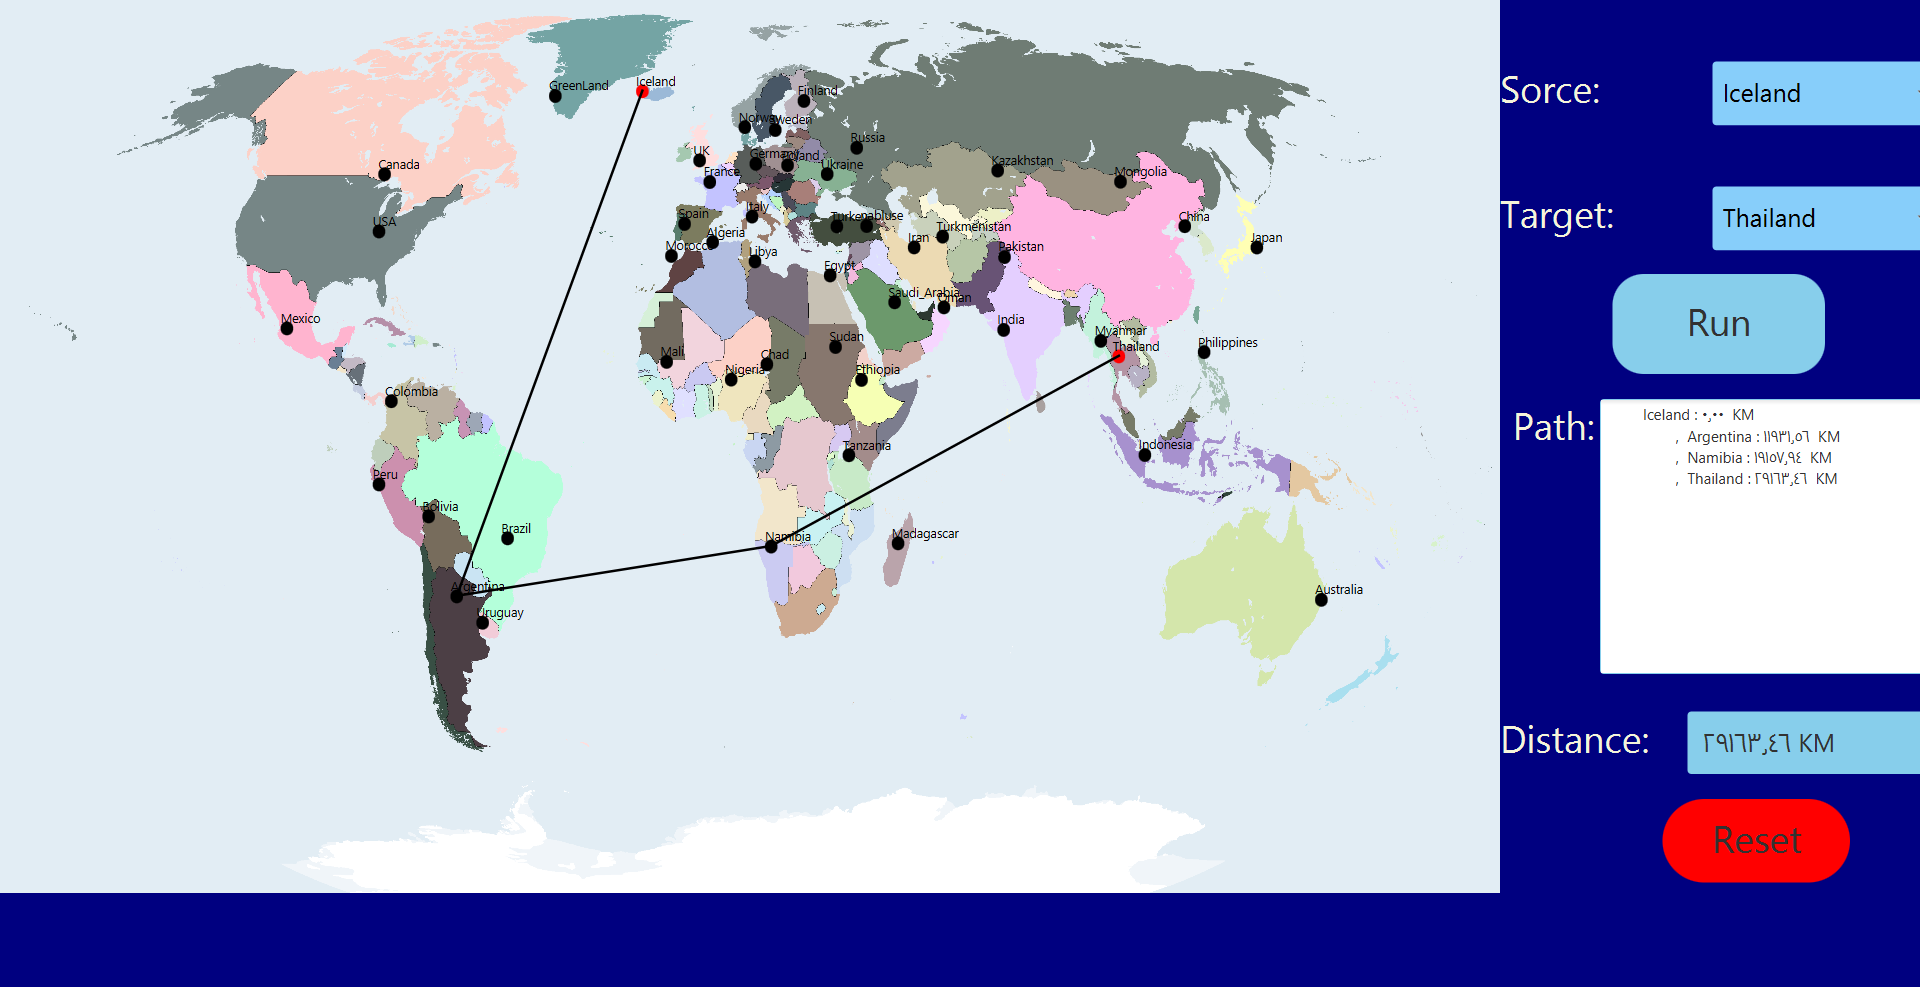 Iceland
GreenLand
Finland
Norway
Sweden
Russia
UK
Germany
Poland
Canada
France
Ukraine
Kazakhstan
Mongolia
Spain
Italy
Turkey
nabluse
USA
Algeria
Turkmenistan
China
Morocco
Libya
Iran
Pakistan
Japan
Egypt
Saudi_Arabia
Oman
Mexico
India
Myanmar
Sudan
Thailand
Philippines
Mali
Chad
Nigeria
Ethiopia
Colombia
Tanzania
Indonesia
Peru
Bolivia
Brazil
Namibia
Madagascar
Argentina
Australia
Uruguay
Sorce:
Iceland
Target:
Thailand
Run
Path:
Iceland : ٠٫٠٠ KM
, Argentina : ١١٩٣١٫٥٦ KM
, Namibia : ١٩١٥٧٫٩٤ KM
, Thailand : ٢٩١٦٣٫٤٦ KM
Distance:
٢٩١٦٣٫٤٦ KM
Reset